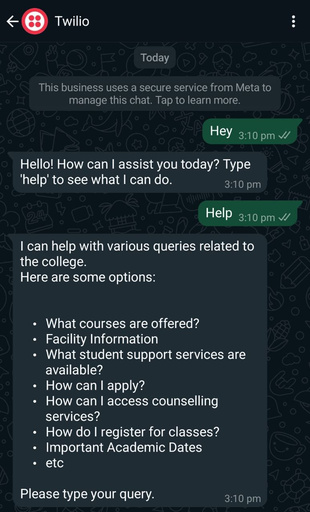 Twilio
Today
This business uses a secure service from Meta to
manage this chat. Tap to learn more.
Hey 3:10 pm
Hello! How can I assist you today? Type
'help' to see what I can do.
3:10 pm
Help 3:10 pm
I can help with various queries related to
the college.
Here are some options:
• What courses are offered?
• Facility Information
• What student support services are
available?
• How can I apply?
• How can I access counselling
services?
• How do I register for classes?
• Important Academic Dates
• etc
Please type your query.
3:10 pm